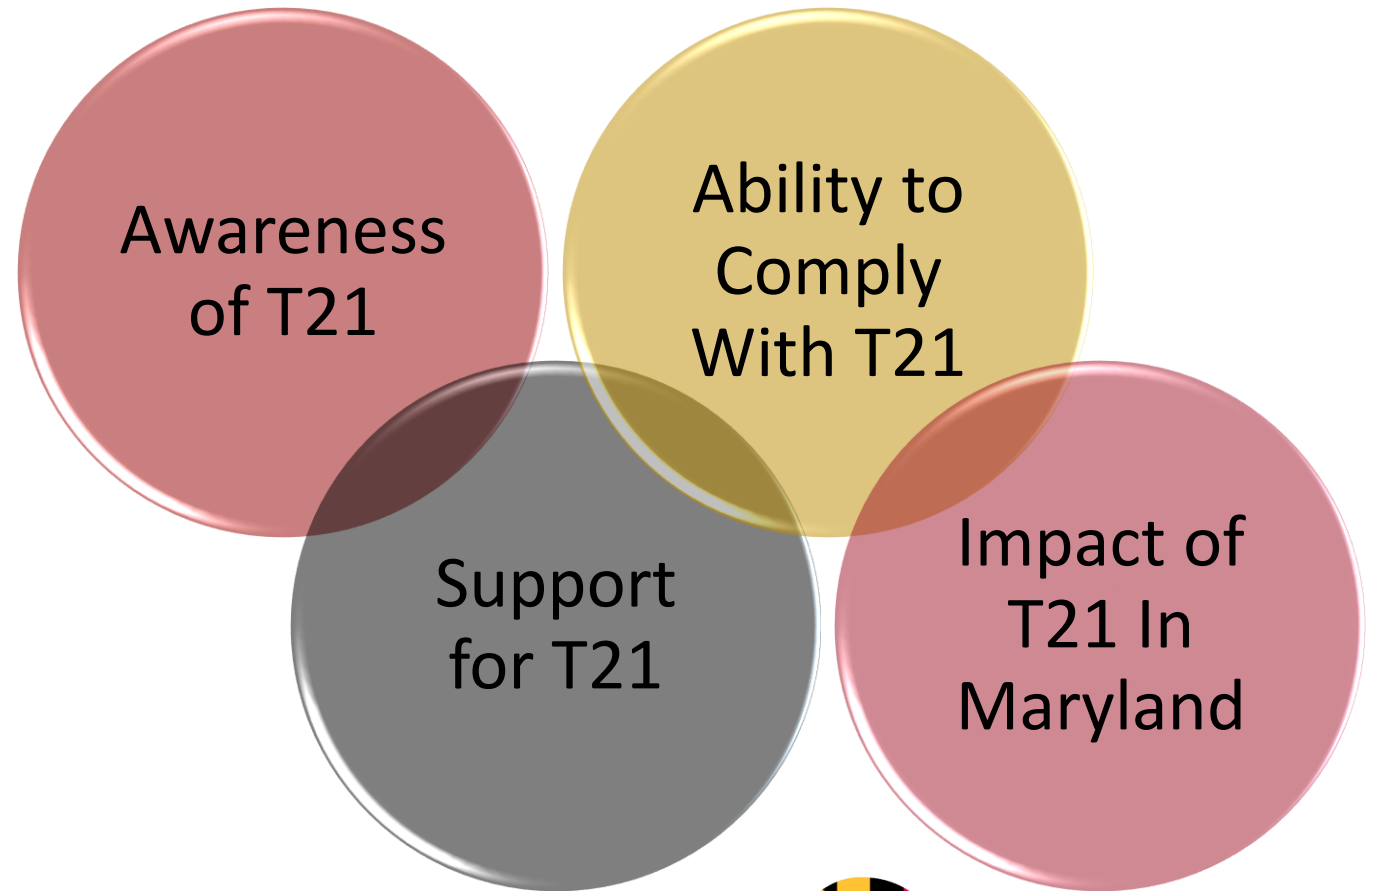 Awareness
of T21
Ability to
Comply
With T21
Support
for T21
Impact of
T21 In
Maryland